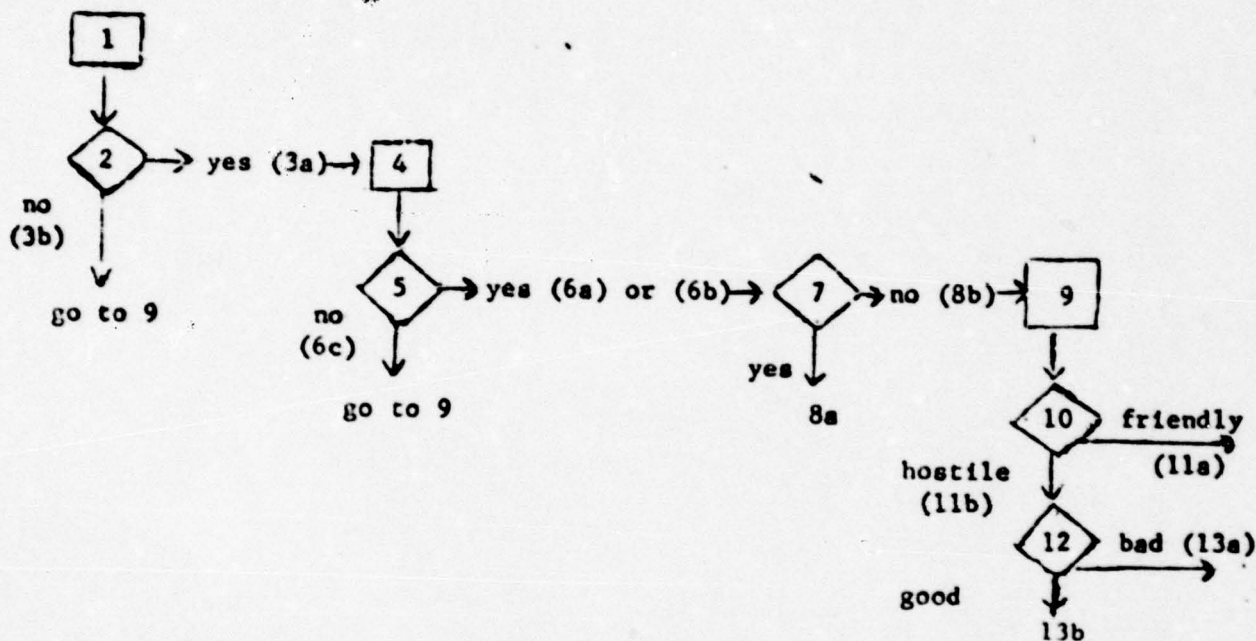 1
2 yes (3a) 4
no
(3b)
go to 9
5 yes (6a) or (6b) 7 no (8b) 9
no
(6c)
go to 9
yes
8a
10 friendly
(11a)
hostile
(11b)
12 bad (13a)
good
13b